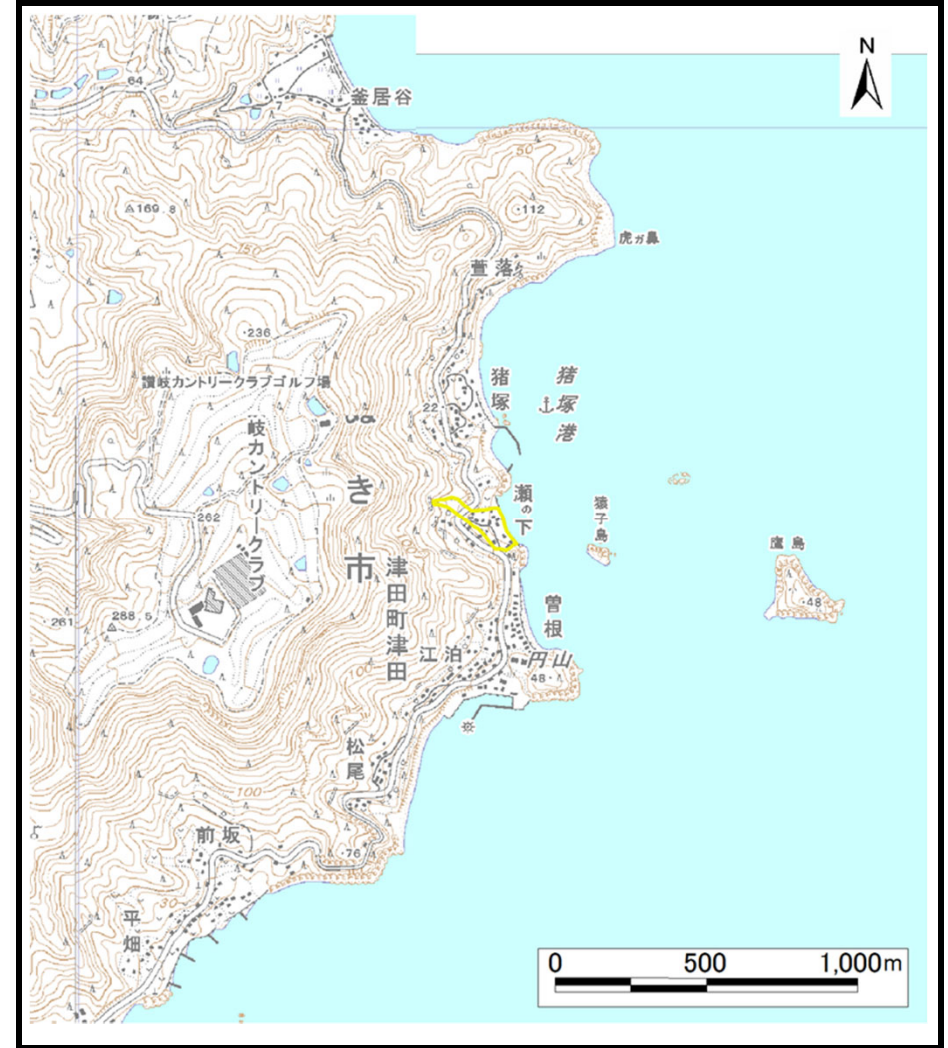 N
64
7
釜居谷
50
169.8
112
虎ガ鼻
150
萱落
236
讃岐カントリークラブゴルフ場
猪塚
猪塚港
22
岐カントリークラブ
き
市
262
瀬の下
猿子島
鷹島
48
津田町津田
288.5
261
曽根
江泊
円山
48
100
松尾
100
前坂
76
30
平畑
0 500 1,000m